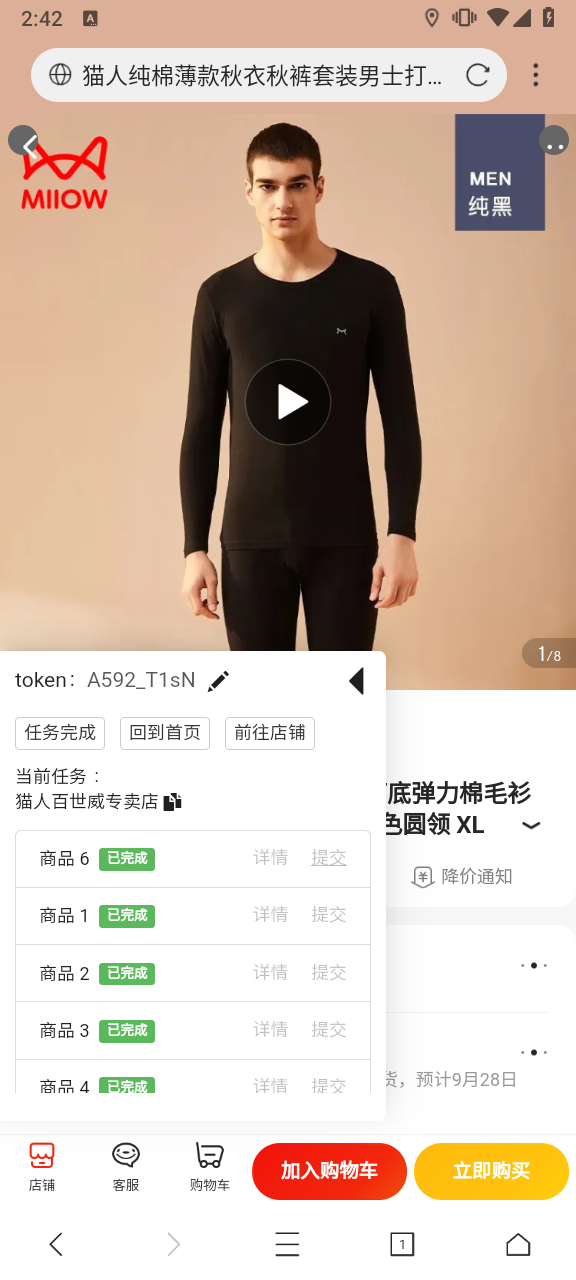 2:42
A
猫人纯棉薄款秋衣秋裤套装男士打...
MIIOW
MEN
纯黑
1/8
token： A592_T1sN
任务完成 回到首页 前往店铺
当前任务：
猫人百世威专卖店
底弹力棉毛衫
色圆领 XL
商品 6 已完成 详情 提交
降价通知
商品 1 已完成 详情 提交
商品 2 已完成 详情 提交
商品 3 已完成 详情 提交
商品 4 已完成 详情 提交
货，预计9月28日
店铺 客服 购物车 加入购物车 立即购买
1